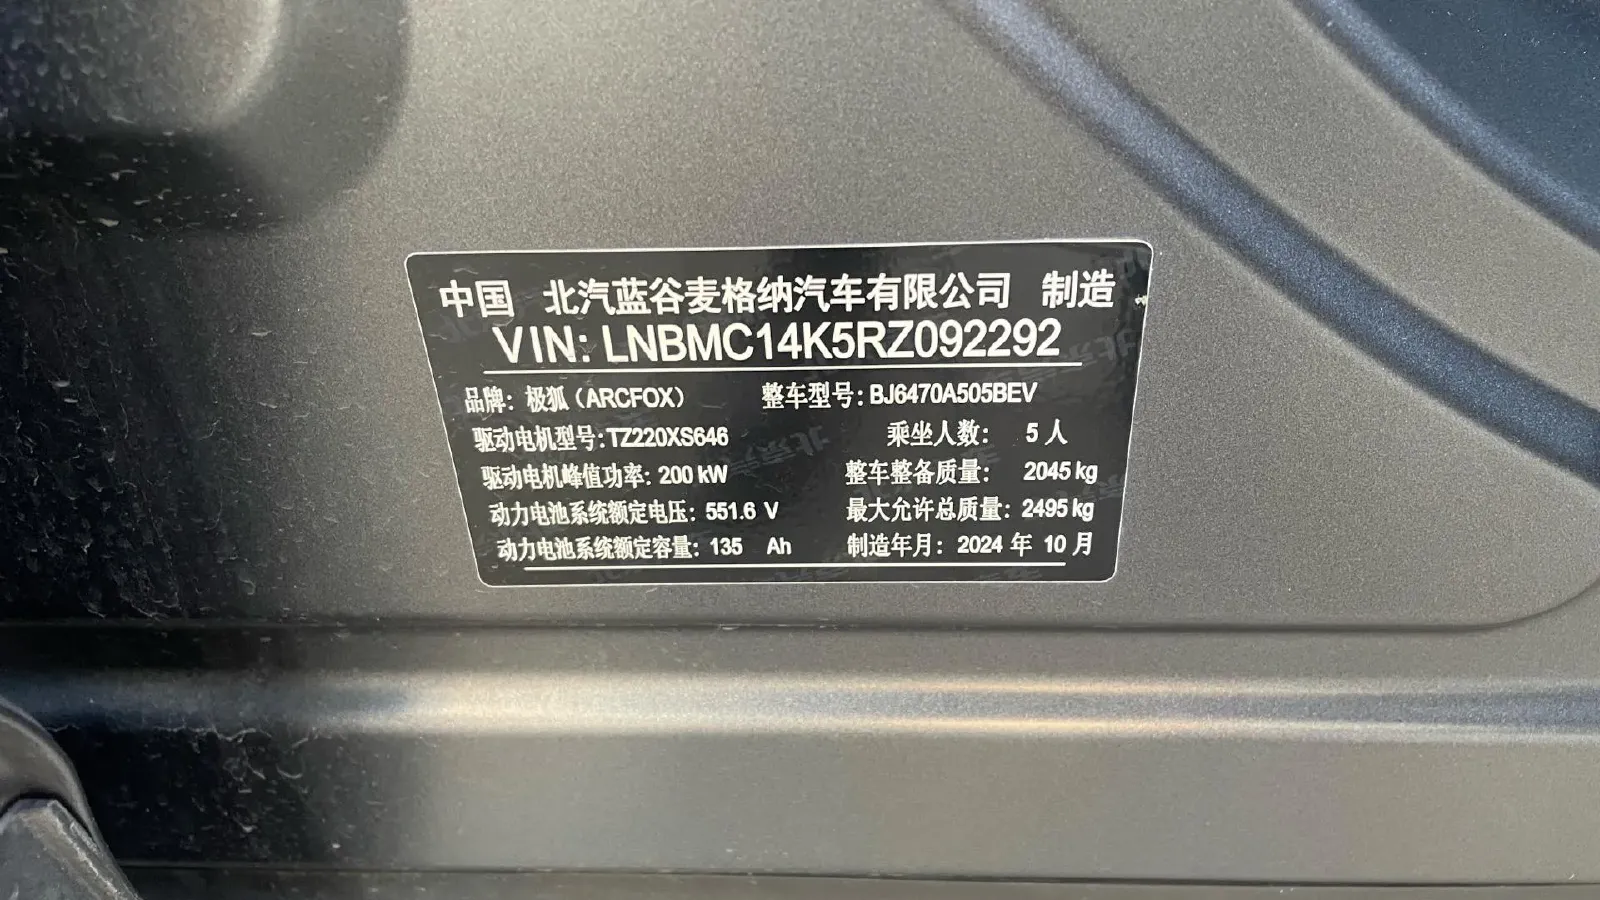 中国 北汽蓝谷麦格纳汽车有限公司 制造
VIN: LNBMC14K5RZ092292
品牌：极狐（ARCFOX） 整车型号：BJ6470A505BEV
驱动电机型号：TZ220XS646 乘坐人数： 5 人
驱动电机峰值功率：200 kW 整车整备质量： 2045 kg
动力电池系统额定电压：551.6 V 最大允许总质量：2495 kg
动力电池系统额定容量：135 Ah 制造年月：2024 年 10 月